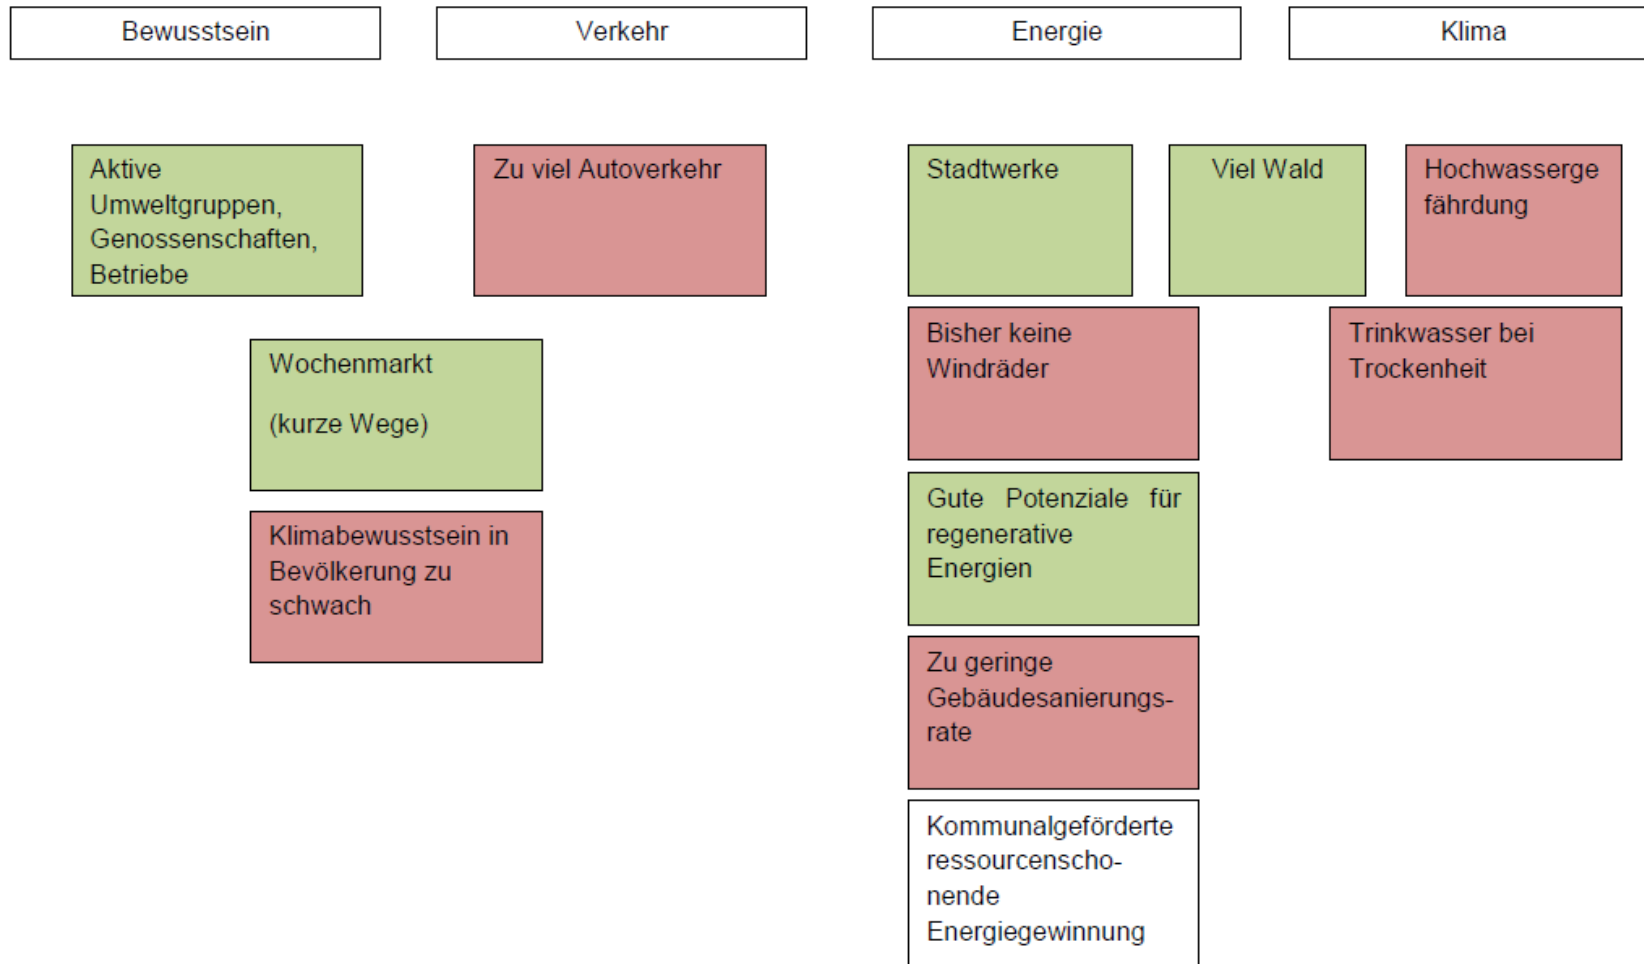 Bewusstsein
Verkehr
Energie
Klima
Aktive
Umweltgruppen,
Genossenschaften,
Betriebe
Zu viel Autoverkehr
Stadtwerke
Viel Wald
Hochwasserge
fährdung
Wochenmarkt
(kurze Wege)
Bisher keine
Windräder
Trinkwasser bei
Trockenheit
Klimabewusstsein in
Bevölkerung zu
schwach
Gute Potenziale für
regenerative
Energien
Zu geringe
Gebäudesanierungs-
rate
Kommunalgeförderte
ressourcenscho-
nende
Energiegewinnung